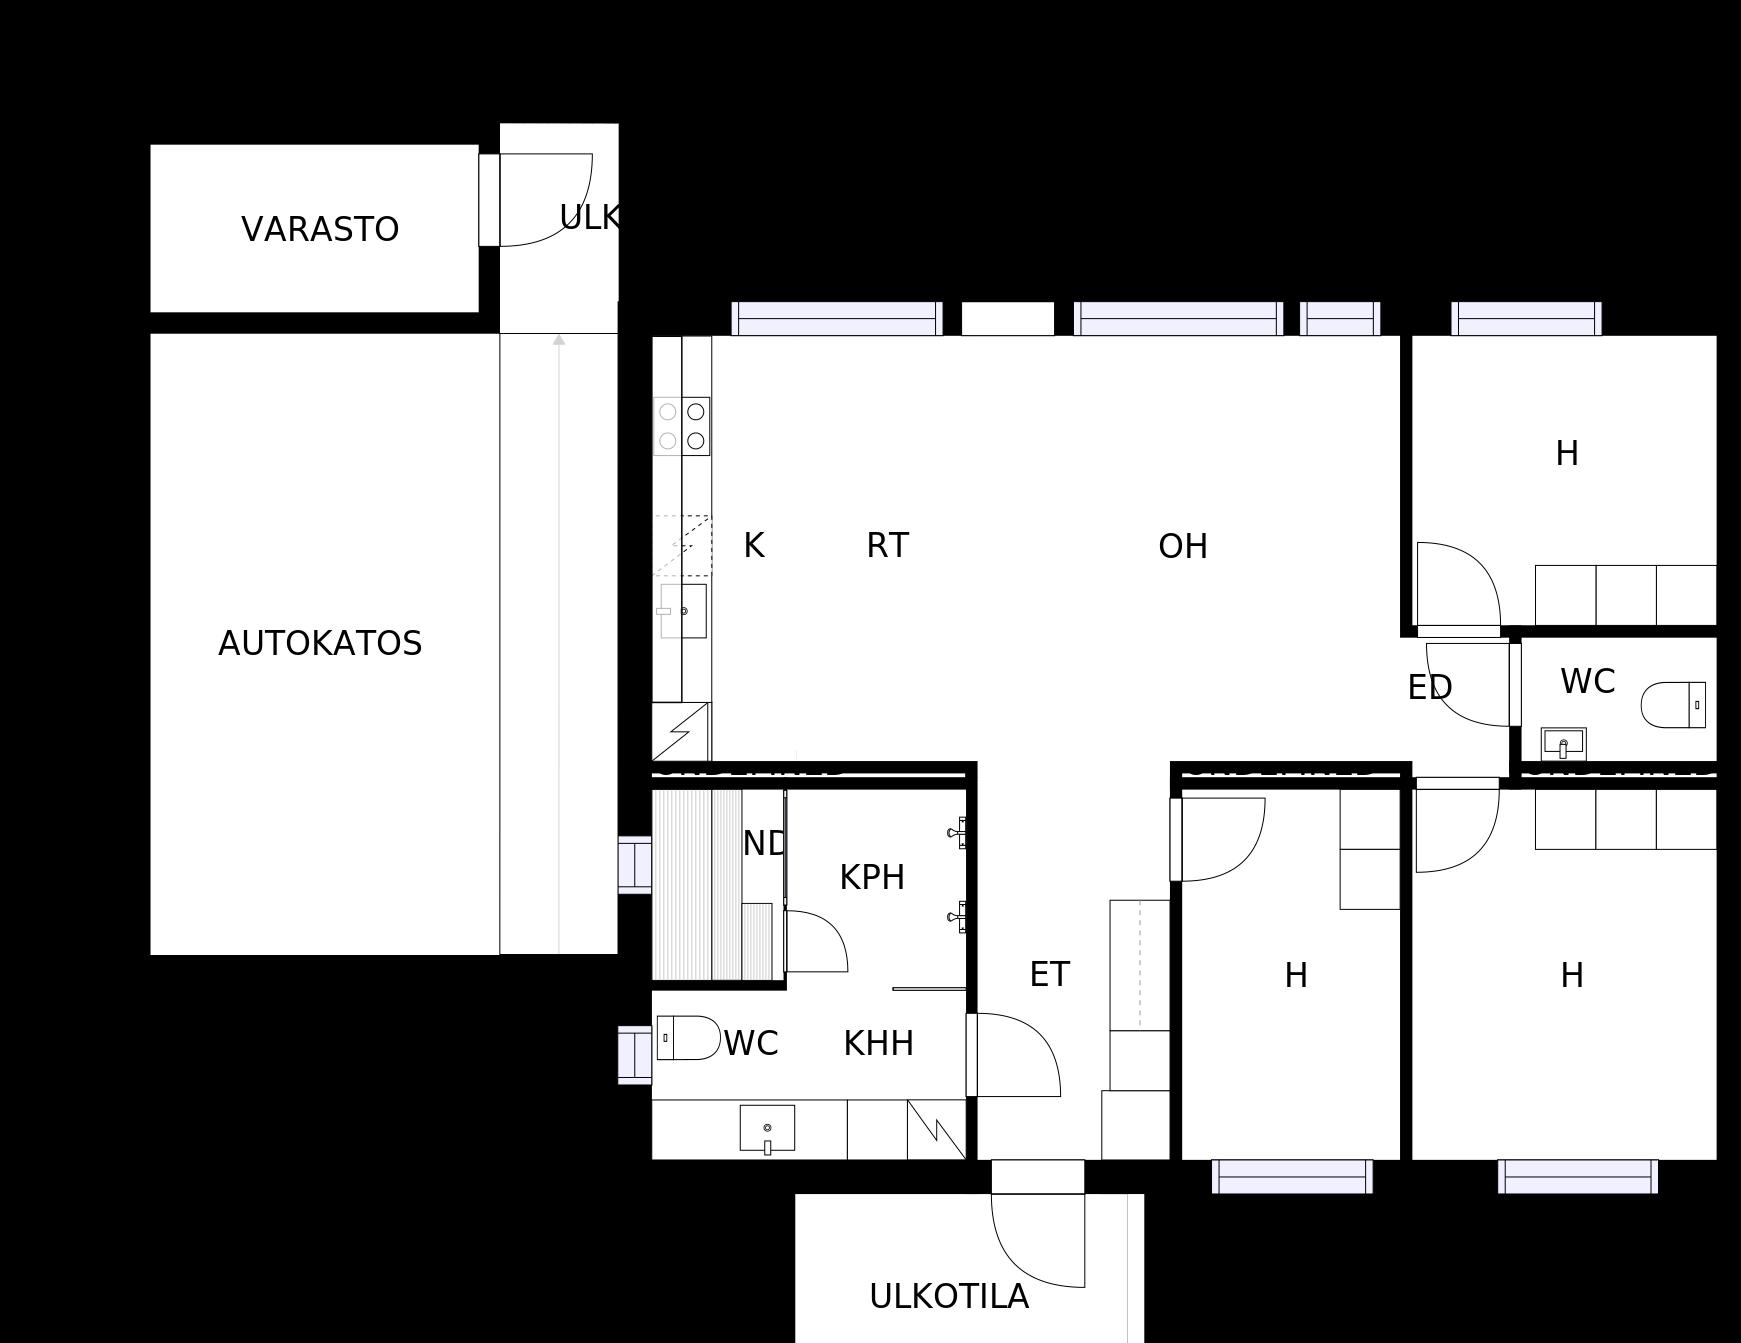 ULK
VARASTO
H
K
RT
OH
AUTOKATOS
ED
WC
ND
KPH
ET
H
H
WC
KHH
ULKOTILA